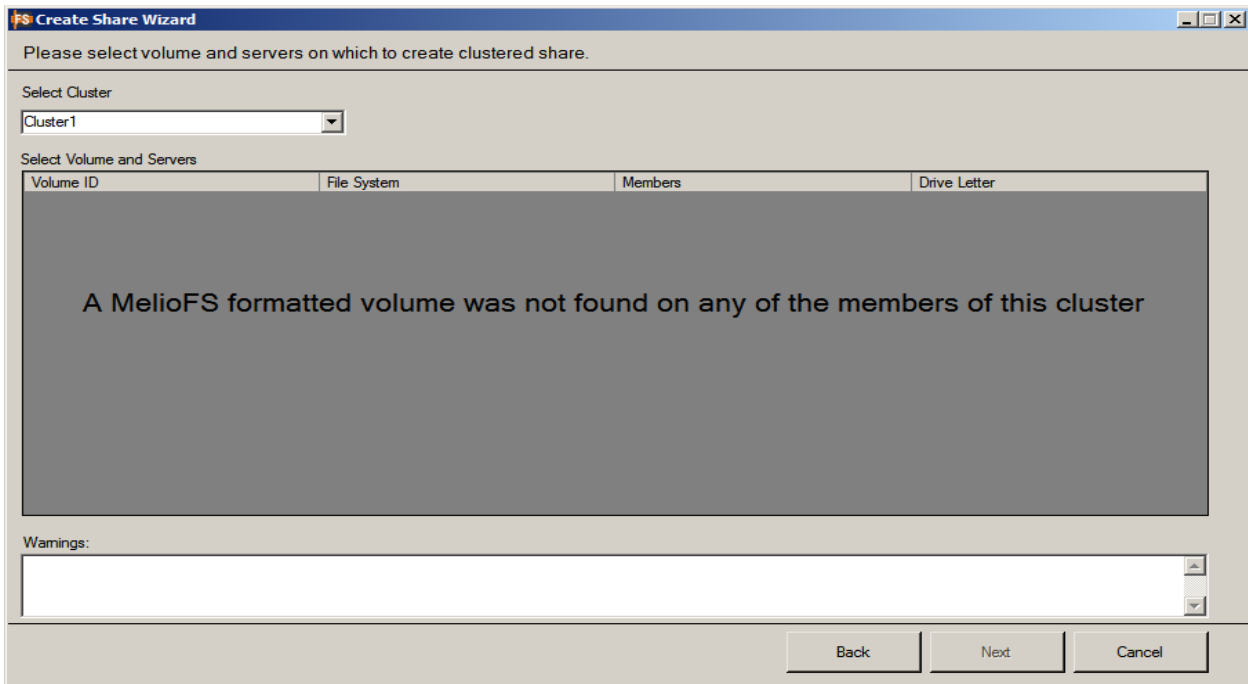 FS Create Share Wizard
Please select volume and servers on which to create clustered share.
Select Cluster
Cluster1
Select Volume and Servers
Volume ID File System Members Drive Letter
A MelioFS formatted volume was not found on any of the members of this cluster
Warnings:
Back Next Cancel